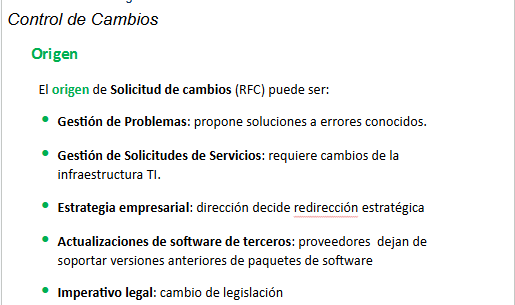 Control de Cambios
Origen
El origen de Solicitud de cambios (RFC) puede ser:
• Gestión de Problemas: propone soluciones a errores conocidos.
• Gestión de Solicitudes de Servicios: requiere cambios de la
infraestructura TI.
• Estrategia empresarial: dirección decide redirección estratégica
• Actualizaciones de software de terceros: proveedores dejan de
soportar versiones anteriores de paquetes de software
• Imperativo legal: cambio de legislación